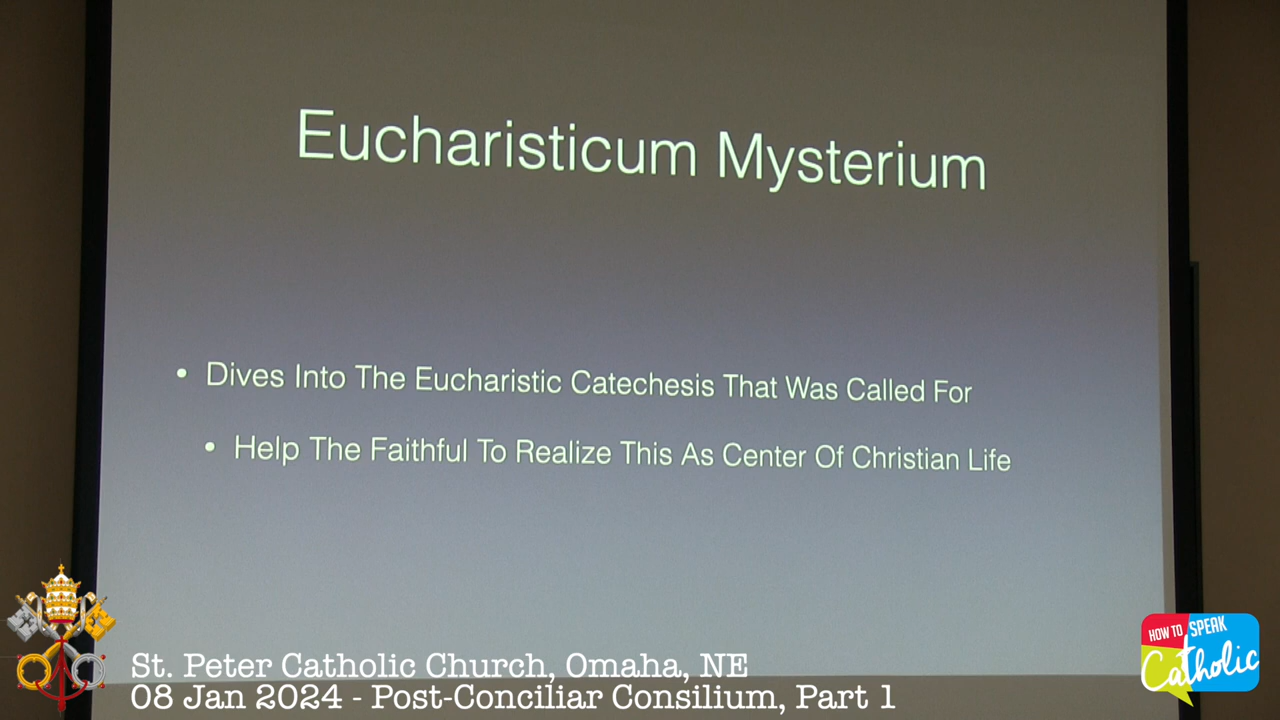 Eucharisticum Mysterium
• Dives Into The Eucharistic Catechesis That Was Called For
• Help The Faithful To Realize This As Center Of Christian Life
St. Peter Catholic Church, Omaha, NE
08 Jan 2024 - Post-Conciliar Consilium, Part 1
HOW TO SPEAK
Catholic